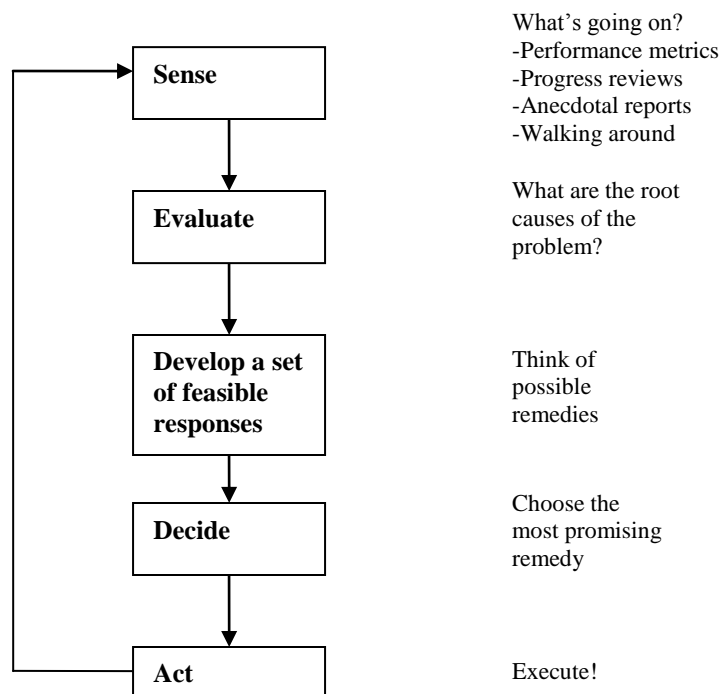 What’s going on?
-Performance metrics
Sense
-Progress reviews
-Anecdotal reports
-Walking around
What are the root
Evaluate
causes of the
problem?
Develop a set
of feasible
responses
Think of
possible
remedies
Choose the
Decide
most promising
remedy
Act
Execute!